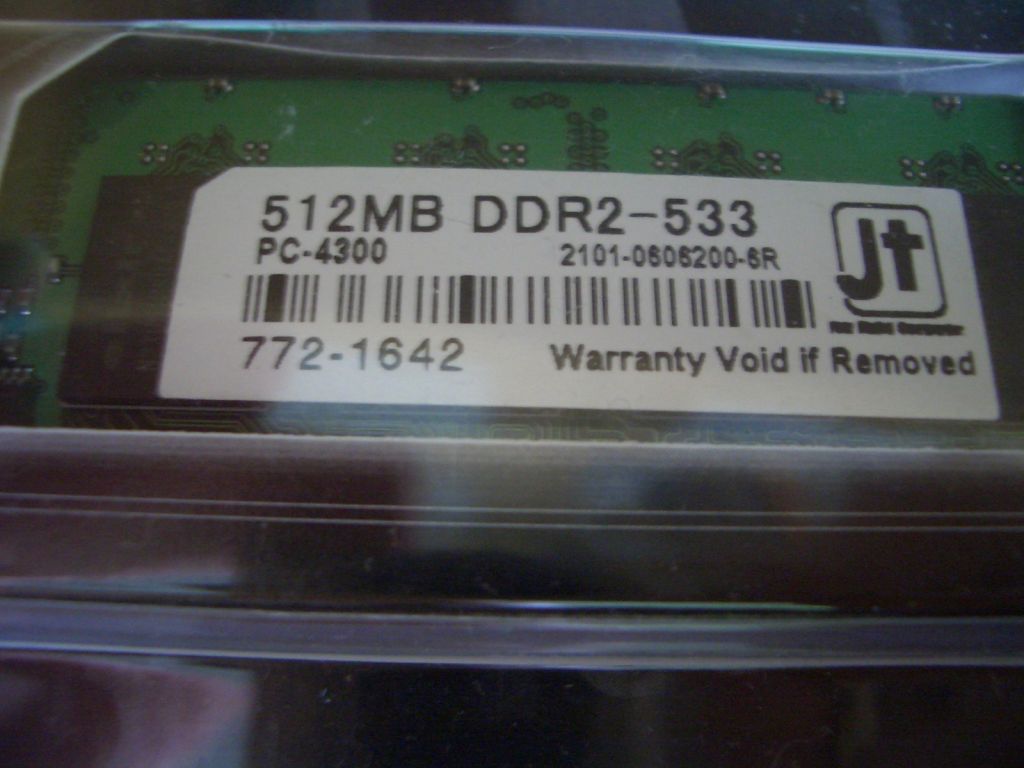 512MB DDR2-533
PC-4300 2101-0606200-6R
Jt
772-1642 Warranty Void if Removed